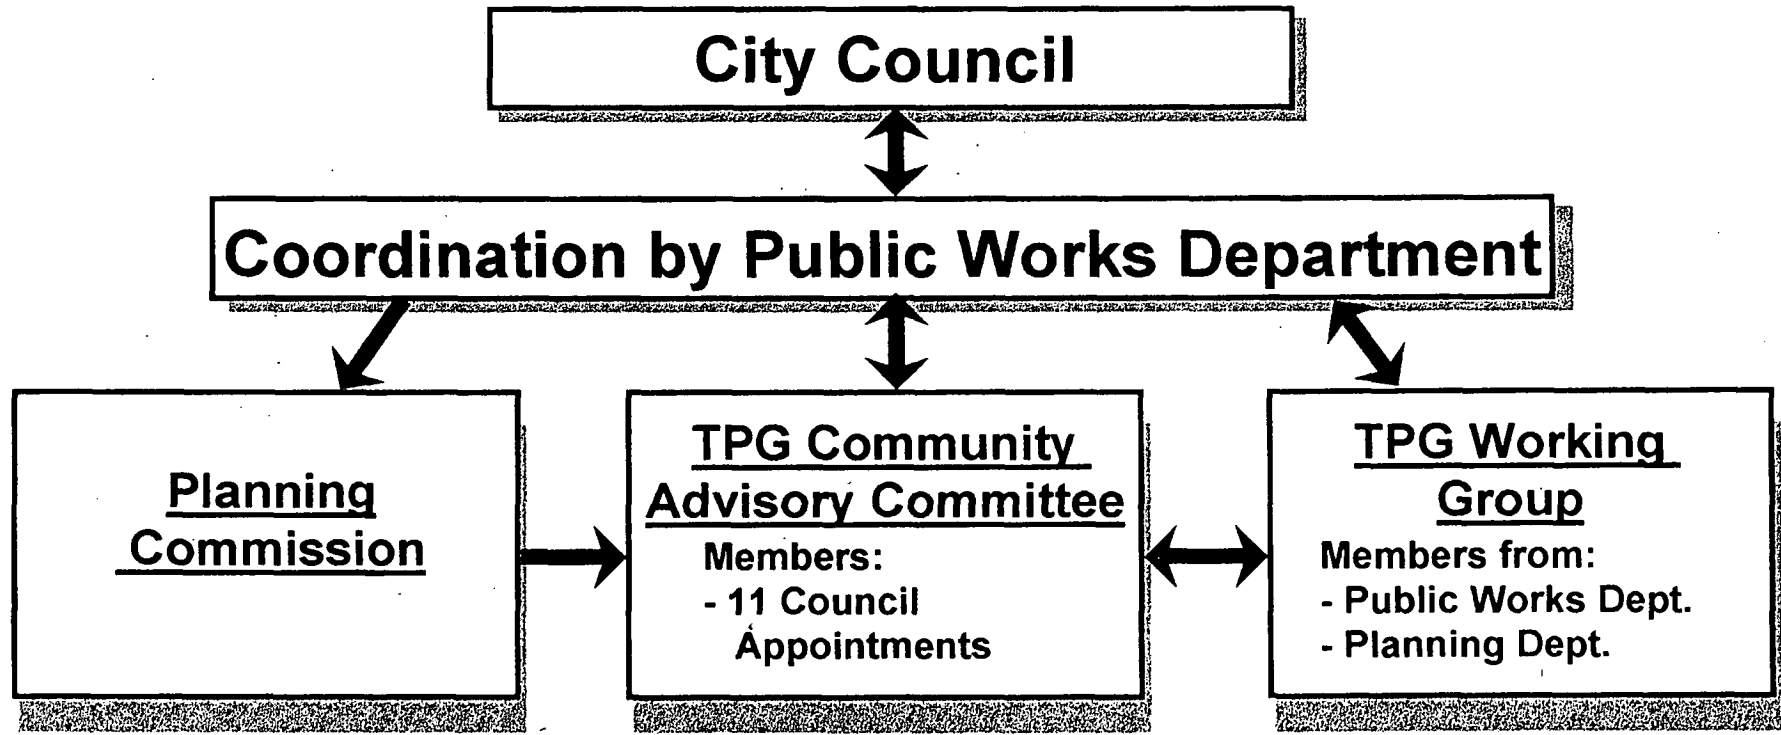 City Council
Coordination by Public Works Department
Planning
Commission
TPG Community
Advisory Committee
Members:
- 11 Council
Appointments
TPG Working
Group
Members from:
- Public Works Dept.
- Planning Dept.